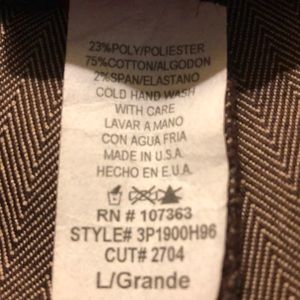 23%POLY/POLIESTER
75%COTTON/ALGODON
2%SPAN/ELASTANO
COLD HAND WASH
WITH CARE
LAVAR A MANO
CON AGUA FRIA
MADE IN U.S.A.
HECHO EN E.U.A.
RN # 107363
STYLE# 3P1900H96
CUT# 2704
L/Grande